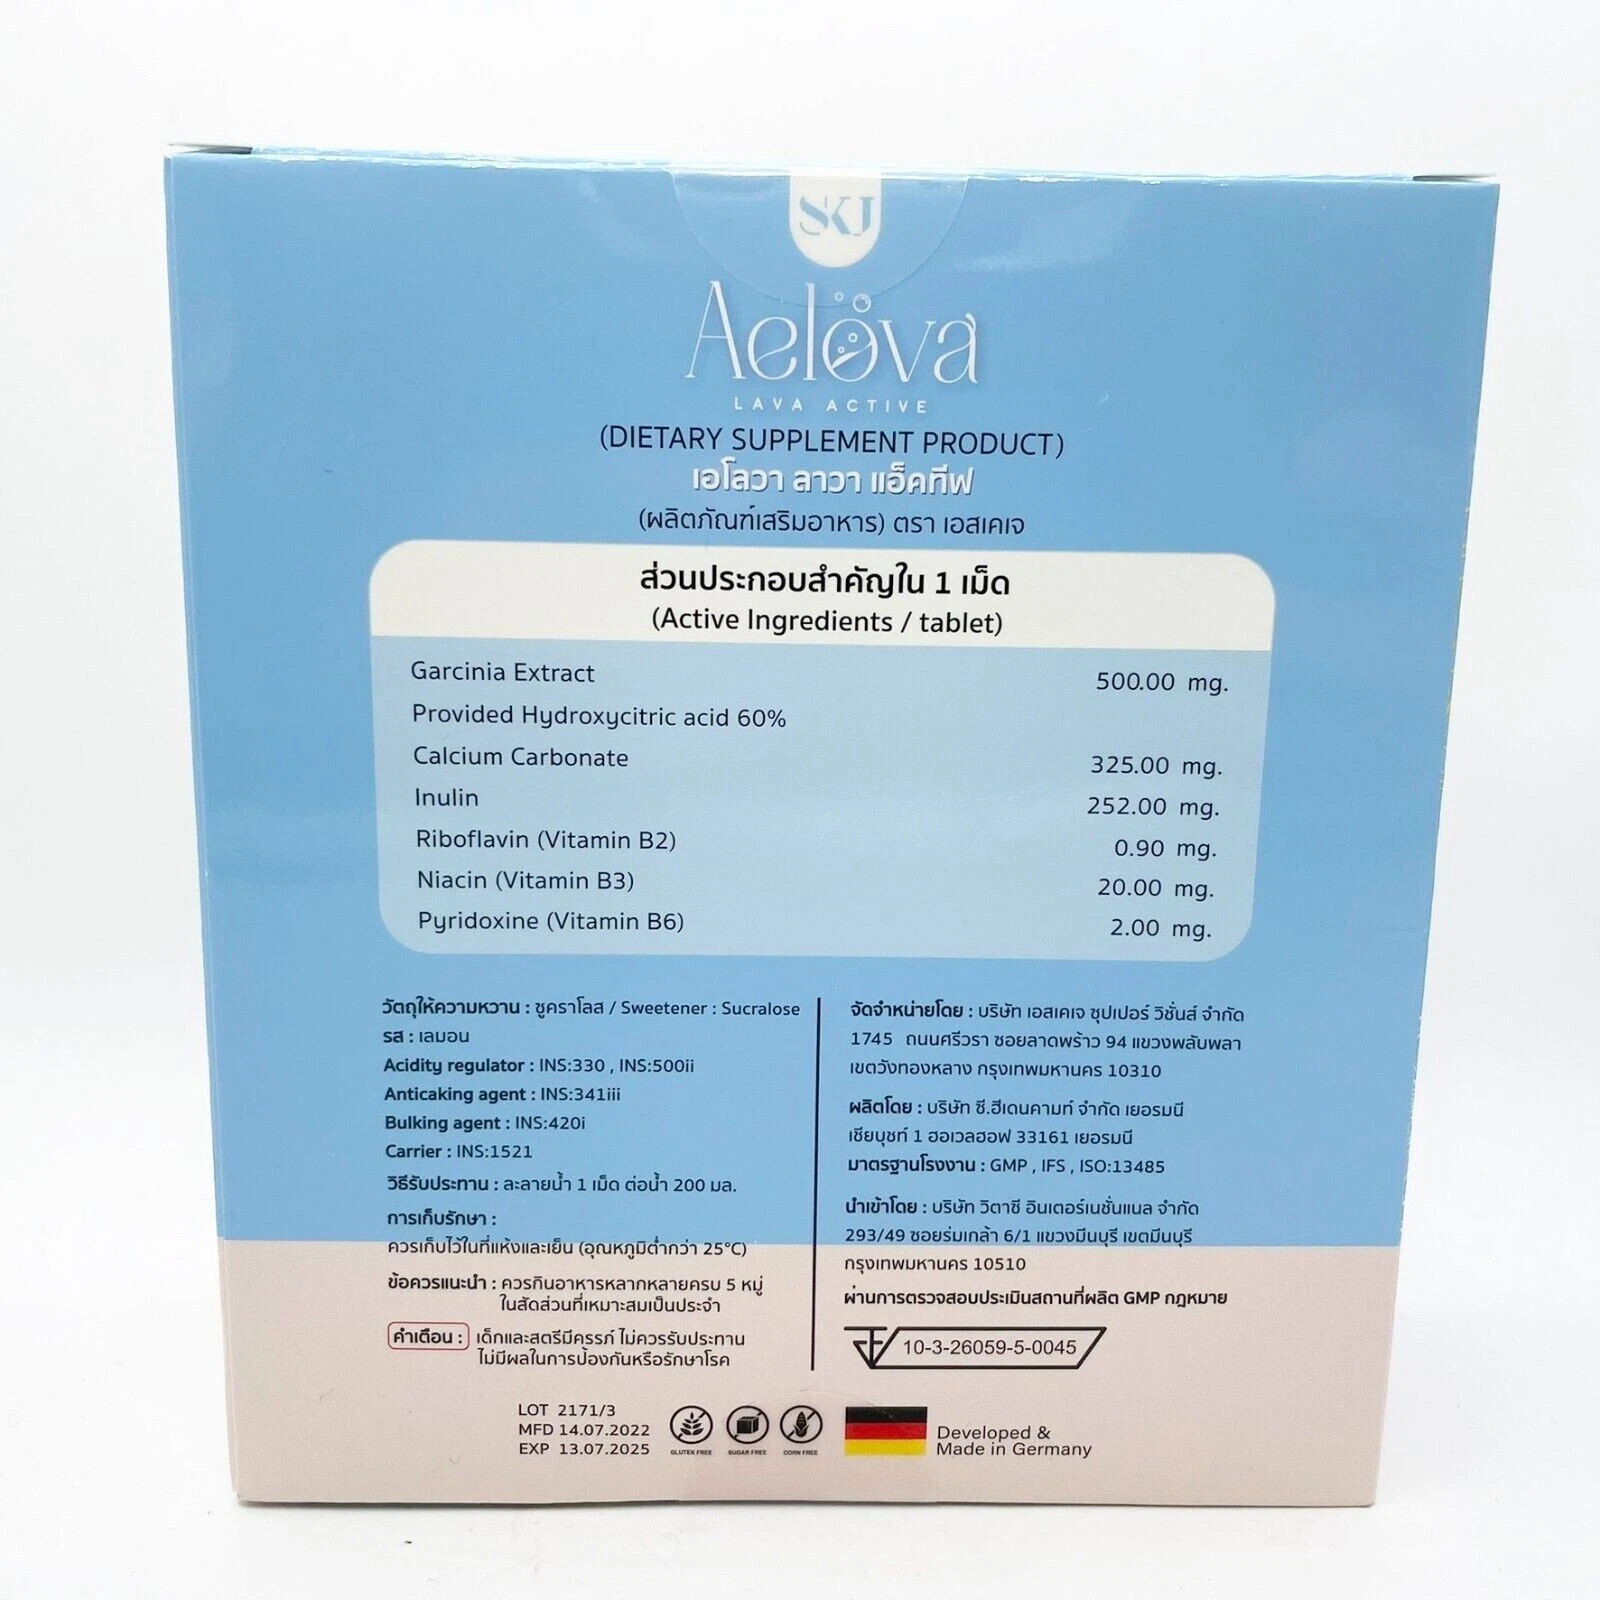 SKJ
Aelova
LAVA ACTIVE
(DIETARY SUPPLEMENT PRODUCT)
เอโลวา ลาวา แอ็คทีฟ
(ผลิตภัณฑ์เสริมอาหาร) ตรา เอสเคเจ
ส่วนประกอบสำคัญใน 1 เม็ด
(Active Ingredients / tablet)
Garcinia Extract 500.00 mg.
Provided Hydroxycitric acid 60%
Calcium Carbonate 325.00 mg.
Inulin 252.00 mg.
Riboflavin (Vitamin B2) 0.90 mg.
Niacin (Vitamin B3) 20.00 mg.
Pyridoxine (Vitamin B6) 2.00 mg.
วัตถุให้ความหวาน : ซูคราโลส / Sweetener : Sucralose
รส : เลมอน
Acidity regulator : INS:330 , INS:500ii
Anticaking agent : INS:341iii
Bulking agent : INS:420i
Carrier : INS:1521
วิธีรับประทาน : ละลายน้ำ 1 เม็ด ต่อน้ำ 200 มล.
การเก็บรักษา :
ควรเก็บไว้ในที่แห้งและเย็น (อุณหภูมิต่ำกว่า 25°C)
ข้อควรแนะนำ : ควรกินอาหารหลากหลายครบ 5 หมู่
ในสัดส่วนที่เหมาะสมเป็นประจำ
คำเตือน : เด็กและสตรีมีครรภ์ ไม่ควรรับประทาน
ไม่มีผลในการป้องกันหรือรักษาโรค
จัดจำหน่ายโดย : บริษัท เอสเคเจ ซุปเปอร์ วิชั่นส์ จำกัด
1745 ถนนศรีวรา ซอยลาดพร้าว 94 แขวงพลับพลา
เขตวังทองหลาง กรุงเทพมหานคร 10310
ผลิตโดย : บริษัท ซี.ฮีเดนคามท์ จำกัด เยอรมนี
เชียบุชท์ 1 ฮอเวลฮอฟ 33161 เยอรมนี
มาตรฐานโรงงาน : GMP , IFS , ISO:13485
นำเข้าโดย : บริษัท วิตาซี อินเตอร์เนชั่นแนล จำกัด
293/49 ซอยร่มเกล้า 6/1 แขวงมีนบุรี เขตมีนบุรี
กรุงเทพมหานคร 10510
ผ่านการตรวจสอบประเมินสถานที่ผลิต GMP กฎหมาย
10-3-26059-5-0045
LOT 2171/3
MFD 14.07.2022
EXP 13.07.2025
GLUTEN FREE
SUGAR FREE
CORN FREE
Developed &
Made in Germany